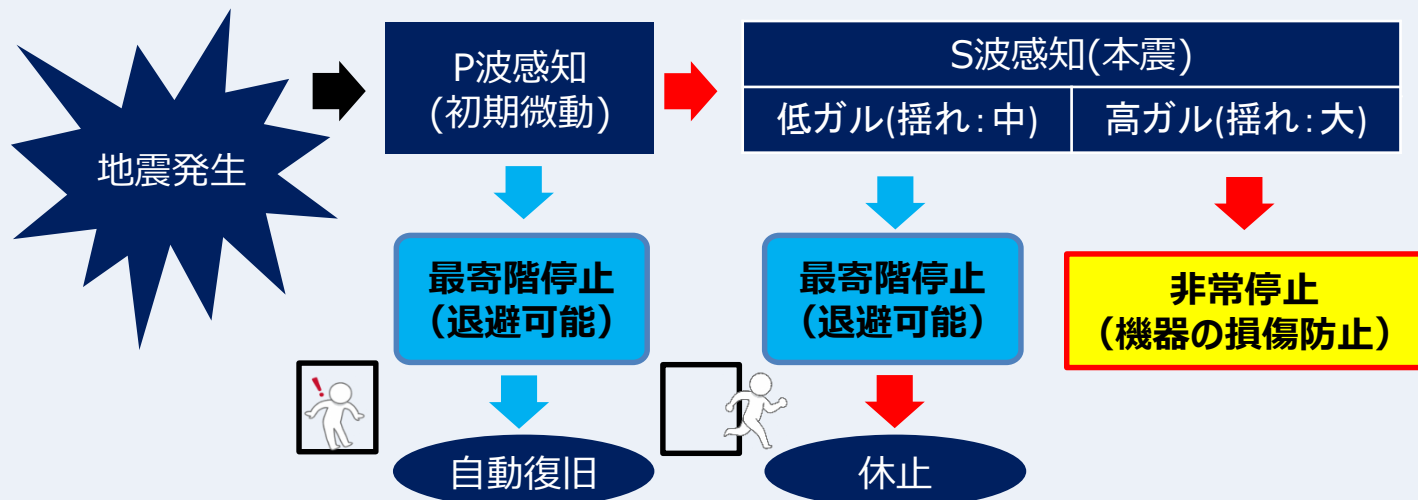 地震発生
P波感知
(初期微動)
S波感知(本震)
低ガル(揆れ:中)
高ガル(揺れ:大)
最寄階停止
(退避可能)
最寄階停止
(退避可能)
非常停止
(機器の損傷防止)
!
自動復旧
休止